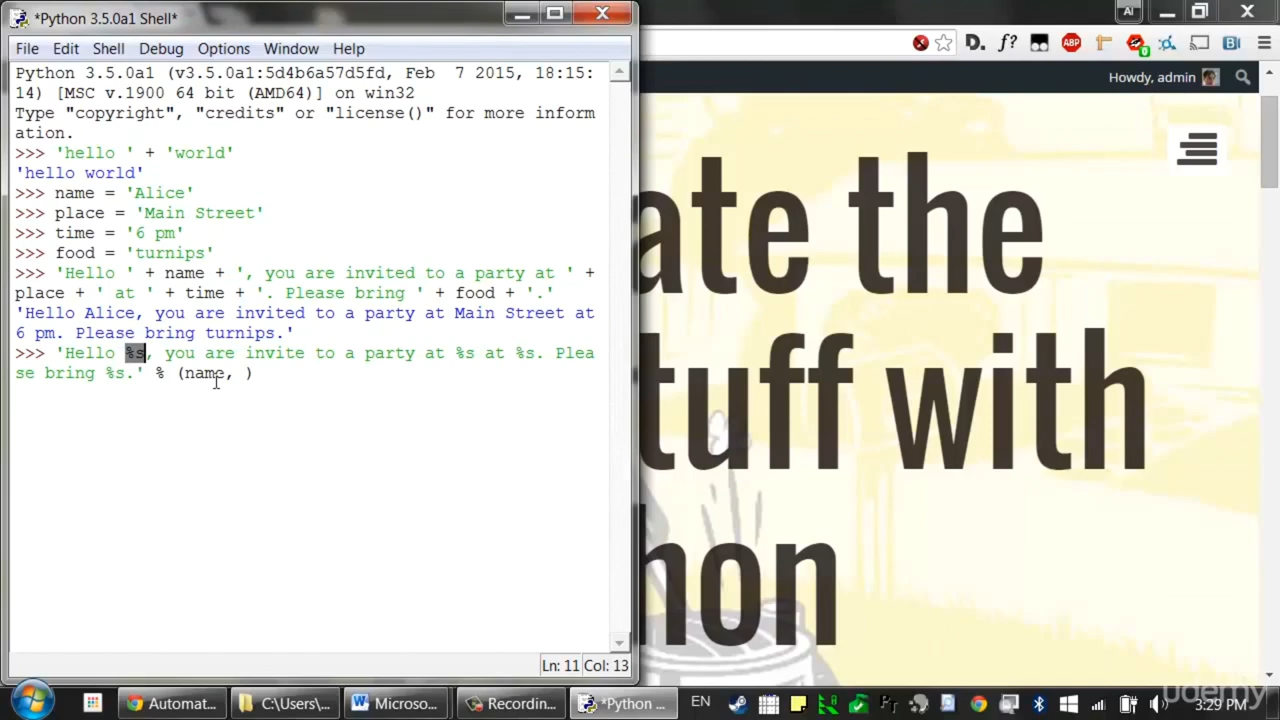 *Python 3.5.0a1 Shell*
File Edit Shell Debug Options Window Help
Python 3.5.0a1 (v3.5.0a1:5d4b6a57d5fd, Feb  7 2015, 18:15:
14) [MSC v.1900 64 bit (AMD64)] on win32
Type "copyright", "credits" or "license()" for more inform
ation.
>>> 'hello ' + 'world'
'hello world'
>>> name = 'Alice'
>>> place = 'Main Street'
>>> time = '6 pm'
>>> food = 'turnips'
>>> 'Hello ' + name + ', you are invited to a party at ' +
place + ' at ' + time + '. Please bring ' + food + '.'
'Hello Alice, you are invited to a party at Main Street at
6 pm. Please bring turnips.'
>>> 'Hello %s, you are invite to a party at %s at %s. Plea
se bring %s.' % (name, )
Ln: 11 Col: 13
Al
D. f? ABP 0 B
Howdy, admin
ate the
tuff with
hon
Automat... C:\Users\... Microso... Recordin... *Python ... EN Pr 3:29 PM
udemy